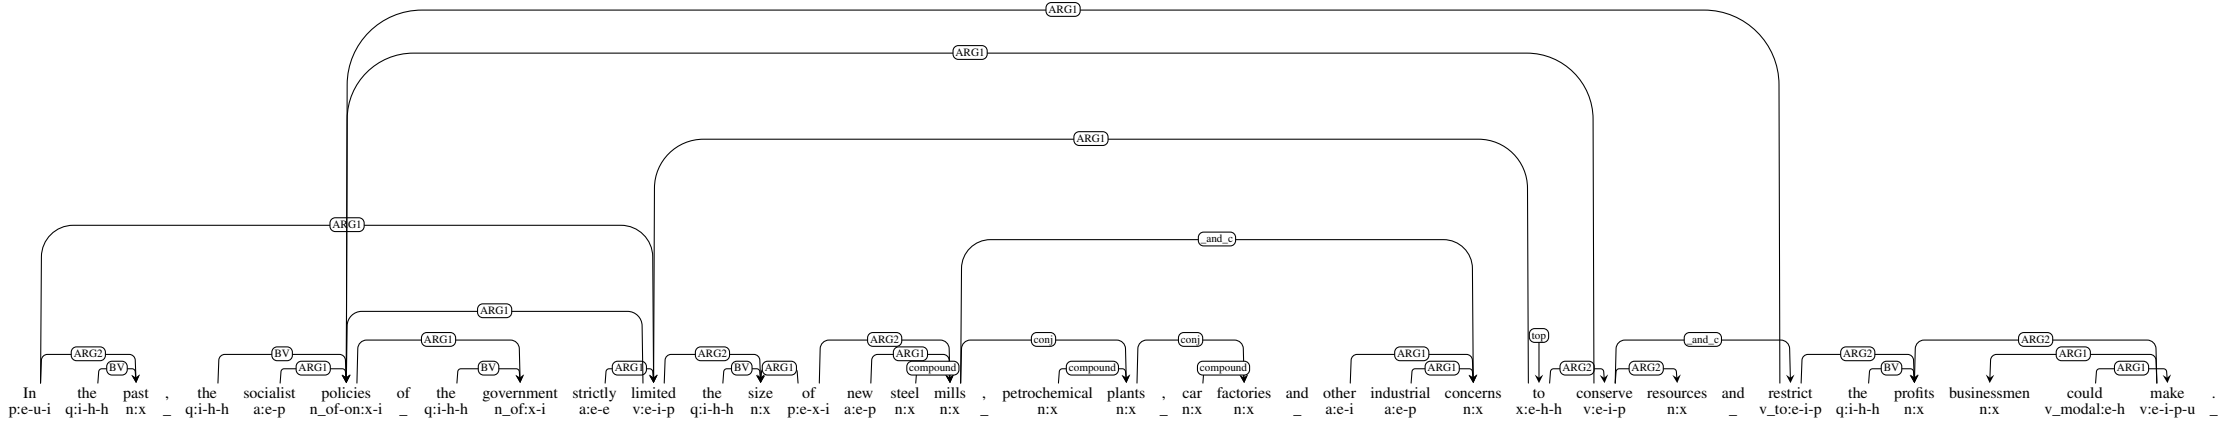 ARG1
ARG1
ARG1
ARG1 _and_c
ARG1
top
ARG1 ARG2 conj conj _and_c ARG2
ARG2 BV ARG2 ARG1 ARG1 ARG2 ARG1
BV ARG1 BV ARG1 BV ARG1 compound compound compound ARG1 ARG2 ARG2 BV ARG1
In the past , the socialist policies of the government strictly limited the size of new steel mills , petrochemical plants , car factories and other industrial concerns to conserve resources and restrict the profits businessmen could make .
p:e-u-i q:i-h-h n:x _ q:i-h-h a:e-p n_of-on:x-i _ q:i-h-h n_of:x-i a:e-e v:e-i-p q:i-h-h n:x p:e-x-i a:e-p n:x n:x _ n:x n:x _ n:x n:x _ a:e-i a:e-p n:x x:e-h-h v:e-i-p n:x _ v_to:e-i-p q:i-h-h n:x n:x v_modal:e-h v:e-i-p-u _